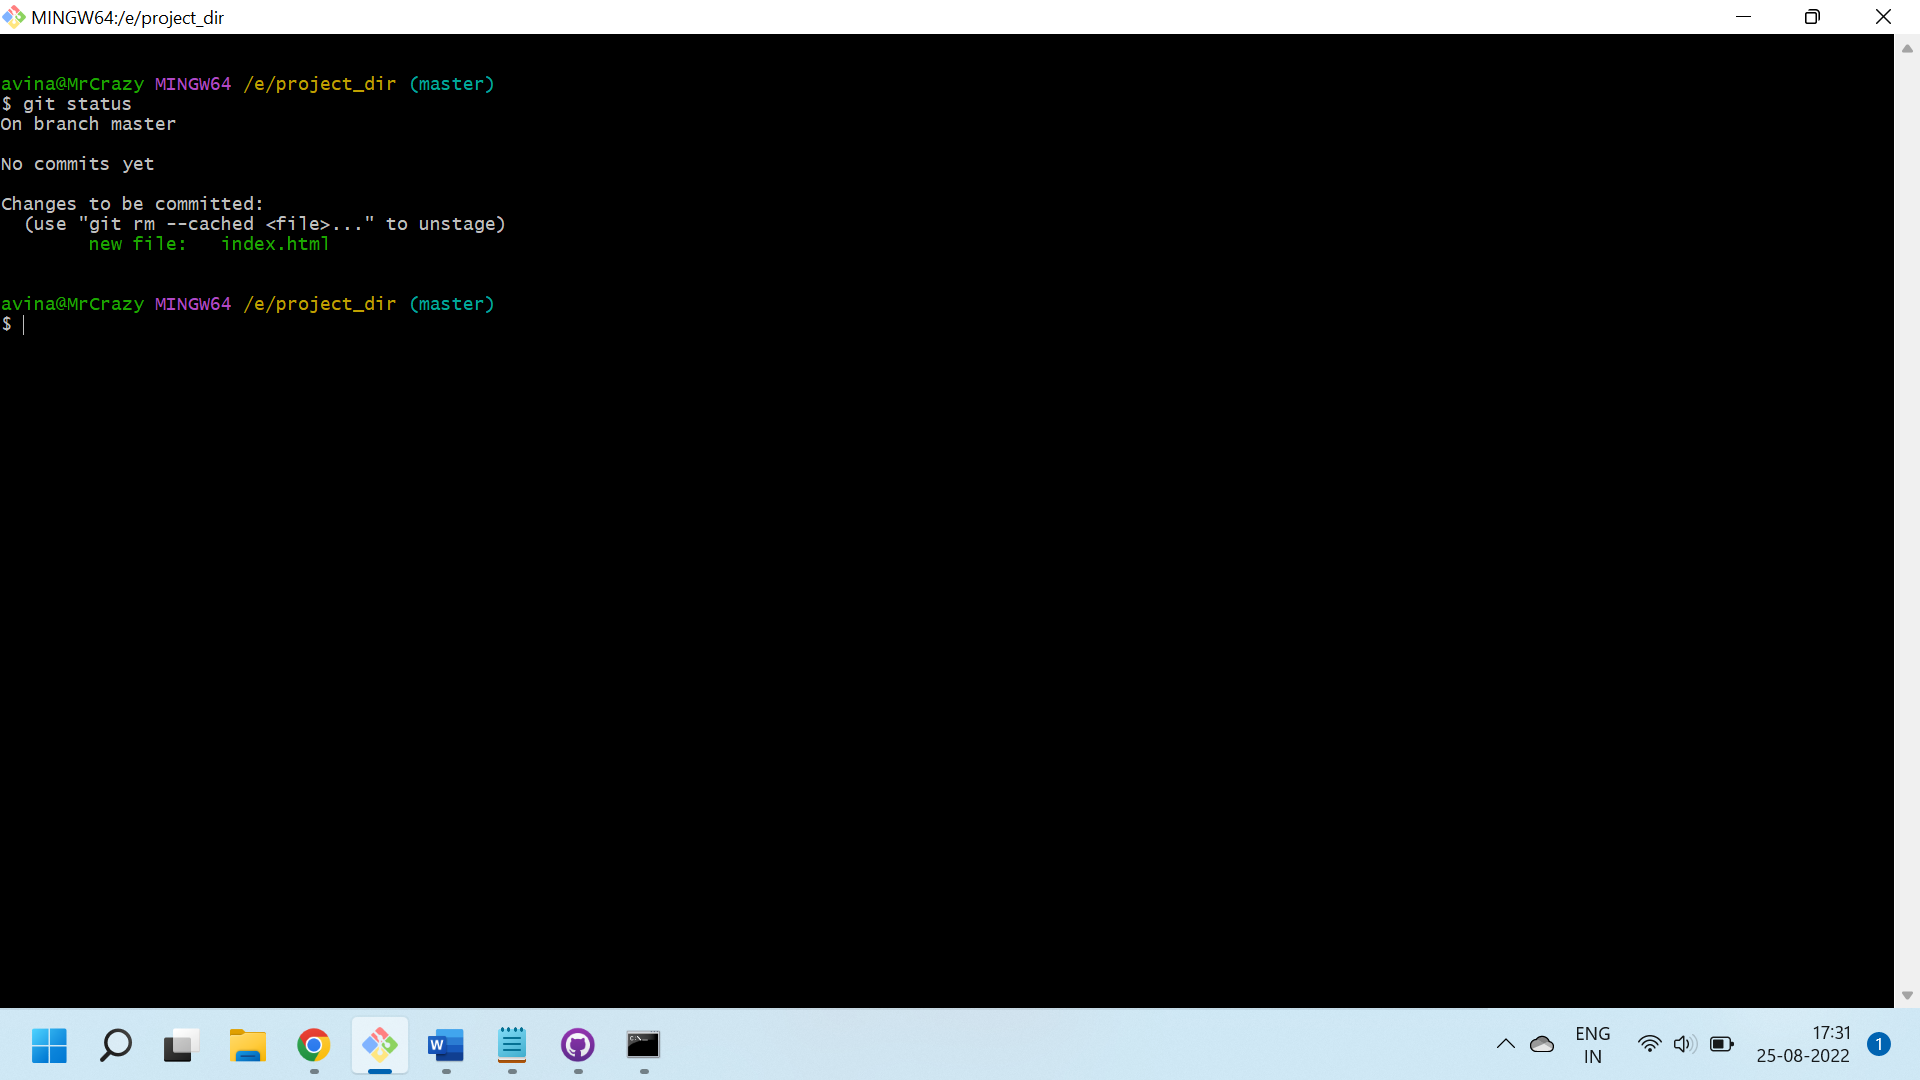 MINGW64:/e/project_dir
avina@MrCrazy MINGW64 /e/project_dir (master)
$ git status
On branch master
No commits yet
Changes to be committed:
  (use "git rm --cached <file>..." to unstage)
        new file:   index.html
avina@MrCrazy MINGW64 /e/project_dir (master)
$
W
C:\...
ENG
IN
17:31
25-08-2022
1